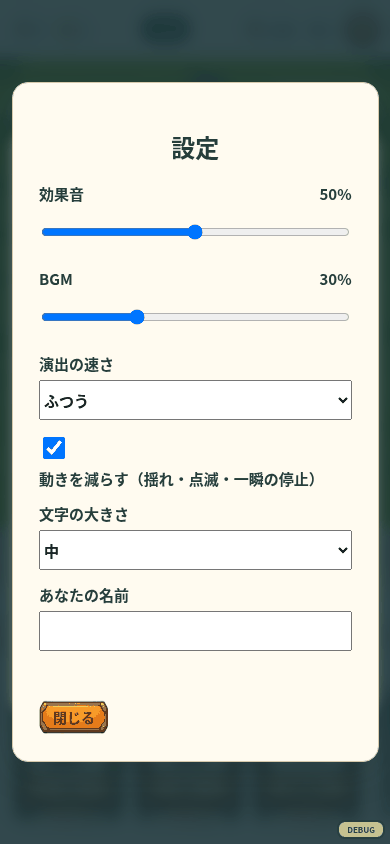 設定
効果音 50%
BGM 30%
演出の速さ
ふつう
動きを減らす（揺れ・点滅・一瞬の停止）
文字の大きさ
中
あなたの名前
閉じる
DEBUG